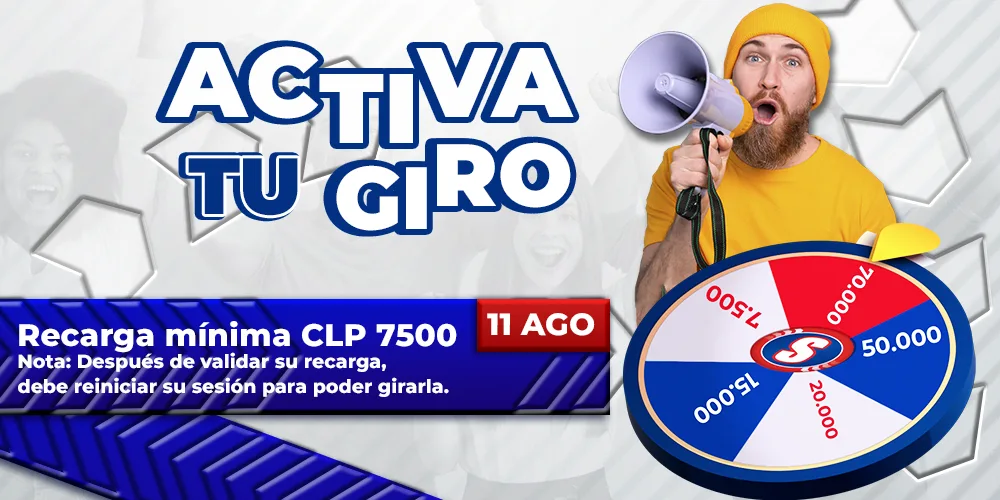 ACTIVA
TU GIRO
Recarga mínima CLP 7500
11 AGO
Nota: Después de validar su recarga,
debe reiniciar su sesión para poder girarla.
7.500
70.000
50.000
S
15.000
20.000